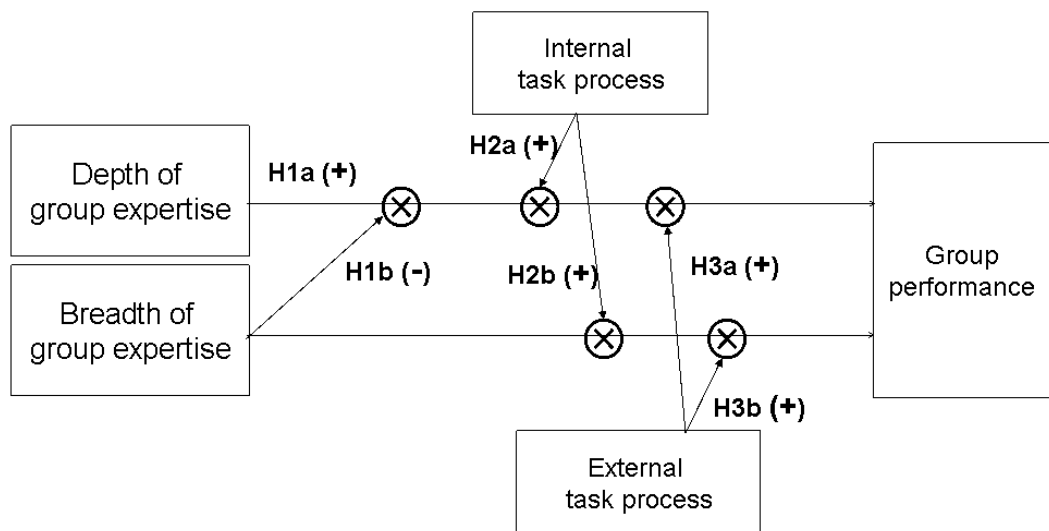 Internal
task process
Depth of
group expertise
H1a (+)
H2a (+)
H1b (-)
H2b (+)
H3a (+)
Group
performance
Breadth of
group expertise
H3b (+)
External
task process